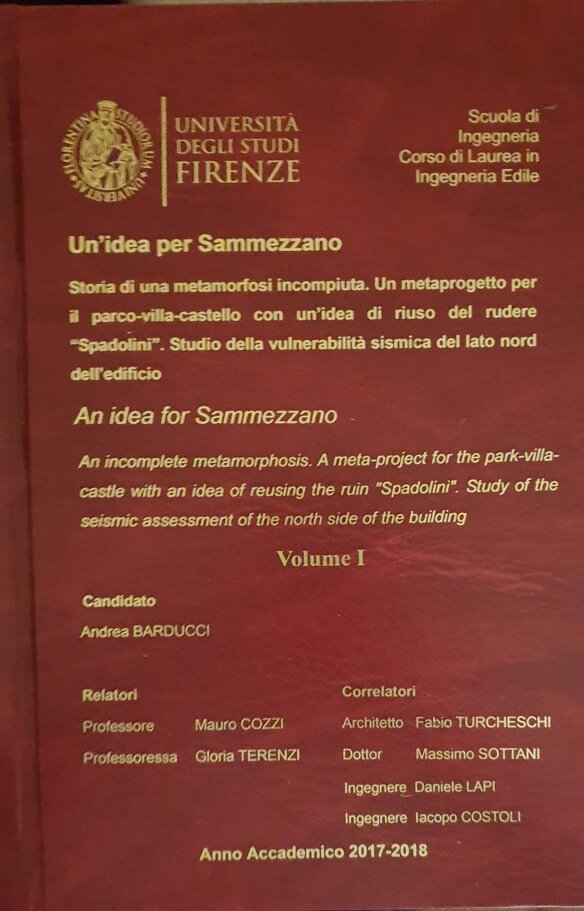 FLORENTINA STUDIORUM UNIVERSITAS
UNIVERSITÀ
DEGLI STUDI
FIRENZE
Scuola di
Ingegneria
Corso di Laurea in
Ingegneria Edile
Un'idea per Sammezzano
Storia di una metamorfosi incompiuta. Un metaprogetto per
il parco-villa-castello con un'idea di riuso del rudere
"Spadolini". Studio della vulnerabilità sismica del lato nord
dell'edificio
An idea for Sammezzano
An incomplete metamorphosis. A meta-project for the park-villa-
castle with an idea of reusing the ruin "Spadolini". Study of the
seismic assessment of the north side of the building
Volume I
Candidato
Andrea BARDUCCI
Relatori
Professore Mauro COZZI
Professoressa Gloria TERENZI
Correlatori
Architetto Fabio TURCHESCHI
Dottor Massimo SOTTANI
Ingegnere Daniele LAPI
Ingegnere Iacopo COSTOLI
Anno Accademico 2017-2018